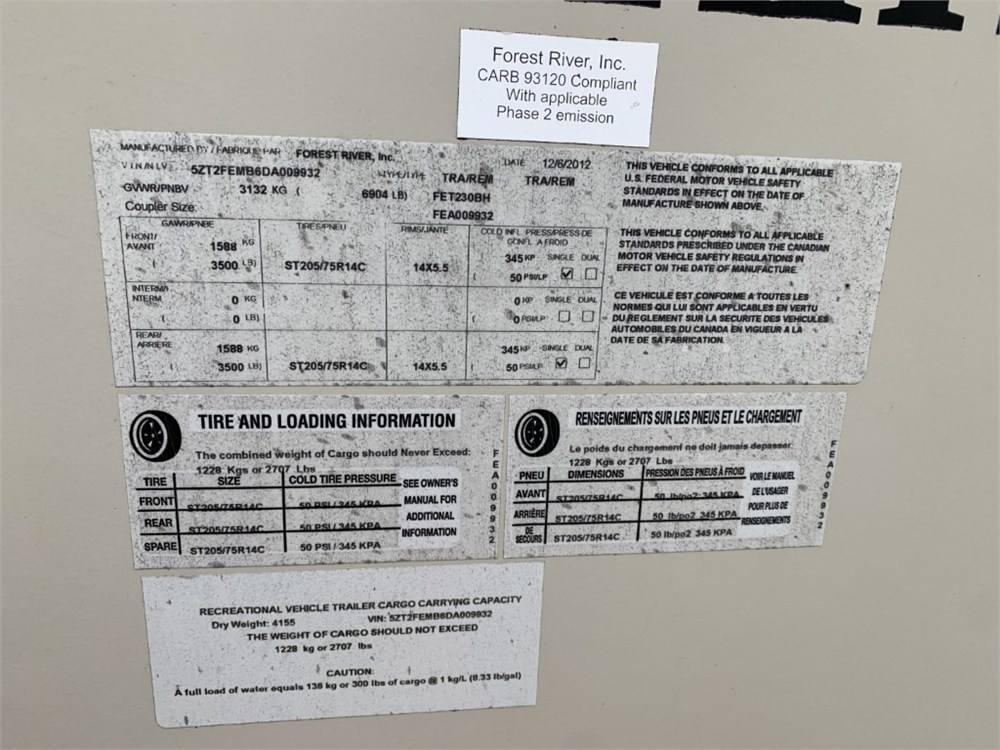 Forest River, Inc.
CARB 93120 Compliant
With applicable
Phase 2 emission
MANUFACTURED BY / FABRIQUE PAR FOREST RIVER, Inc. DATE 12/6/2012
V I N / N.I.V. 5ZT2FEMB6DA009932 TYPE/TYPE TRA/REM TRA/REM
GVWR/PNBV 3132 KG ( 6904 LB) FET230BH
Coupler Size: FEA009932
GAWR/PNBE TIRES/PNEU RIMS/JANTE COLD INFL. PRESS/PRESS DE
GONFL. A FROID
FRONT/
AVANT 1588 KG 345 KP SINGLE DUAL
( 3500 LB) ST205/75R14C 14X5.5 ( 50 PSI/LP
INTERM/
NTERM 0 KG 0 KP SINGLE DUAL
( 0 LB) ( 0 PSI/LP
REAR/
ARRIERE 1588 KG 345 KP SINGLE DUAL
( 3500 LB) ST205/75R14C 14X5.5 ( 50 PSI/LP
THIS VEHICLE CONFORMS TO ALL APPLICABLE
U.S. FEDERAL MOTOR VEHICLE SAFETY
STANDARDS IN EFFECT ON THE DATE OF
MANUFACTURE SHOWN ABOVE.
THIS VEHICLE CONFORMS TO ALL APPLICABLE
STANDARDS PRESCRIBED UNDER THE CANADIAN
MOTOR VEHICLE SAFETY REGULATIONS IN
EFFECT ON THE DATE OF MANUFACTURE.
CE VEHICULE EST CONFORME A TOUTES LES
NORMES QUI LUI SONT APPLICABLES EN VERTU
DU REGLEMENT SUR LA SECURITE DES VEHICULES
AUTOMOBILES DU CANADA EN VIGUEUR A LA
DATE DE SA FABRICATION.
TIRE AND LOADING INFORMATION
The combined weight of Cargo should Never Exceed:
1228 Kgs or 2707 Lbs
TIRE SIZE COLD TIRE PRESSURE
FRONT ST205/75R14C 50 PSI / 345 KPA
REAR ST205/75R14C 50 PSI / 345 KPA
SPARE ST205/75R14C 50 PSI / 345 KPA
SEE OWNER'S
MANUAL FOR
ADDITIONAL
INFORMATION
FEA009932
RENSEIGNEMENTS SUR LES PNEUS ET LE CHARGEMENT
Le poids du chargement ne doit jamais depasser:
1228 Kgs or 2707 Lbs
PNEU DIMENSIONS PRESSION DES PNEUS À FROID
AVANT ST205/75R14C 50 lb/po2 345 KPA
ARRIÈRE ST205/75R14C 50 lb/po2 345 KPA
DE
SECOURS ST205/75R14C 50 lb/po2 345 KPA
VOIR LE MANUEL
DE L'USAGER
POUR PLUS DE
RENSEIGNEMENTS
FEA009932
RECREATIONAL VEHICLE TRAILER CARGO CARRYING CAPACITY
Dry Weight: 4155 VIN: 5ZT2FEMB6DA009932
THE WEIGHT OF CARGO SHOULD NOT EXCEED
1228 kg or 2707 lbs
CAUTION:
A full load of water equals 136 kg or 300 lbs of cargo @ 1 kg/L (8.33 lb/gal)